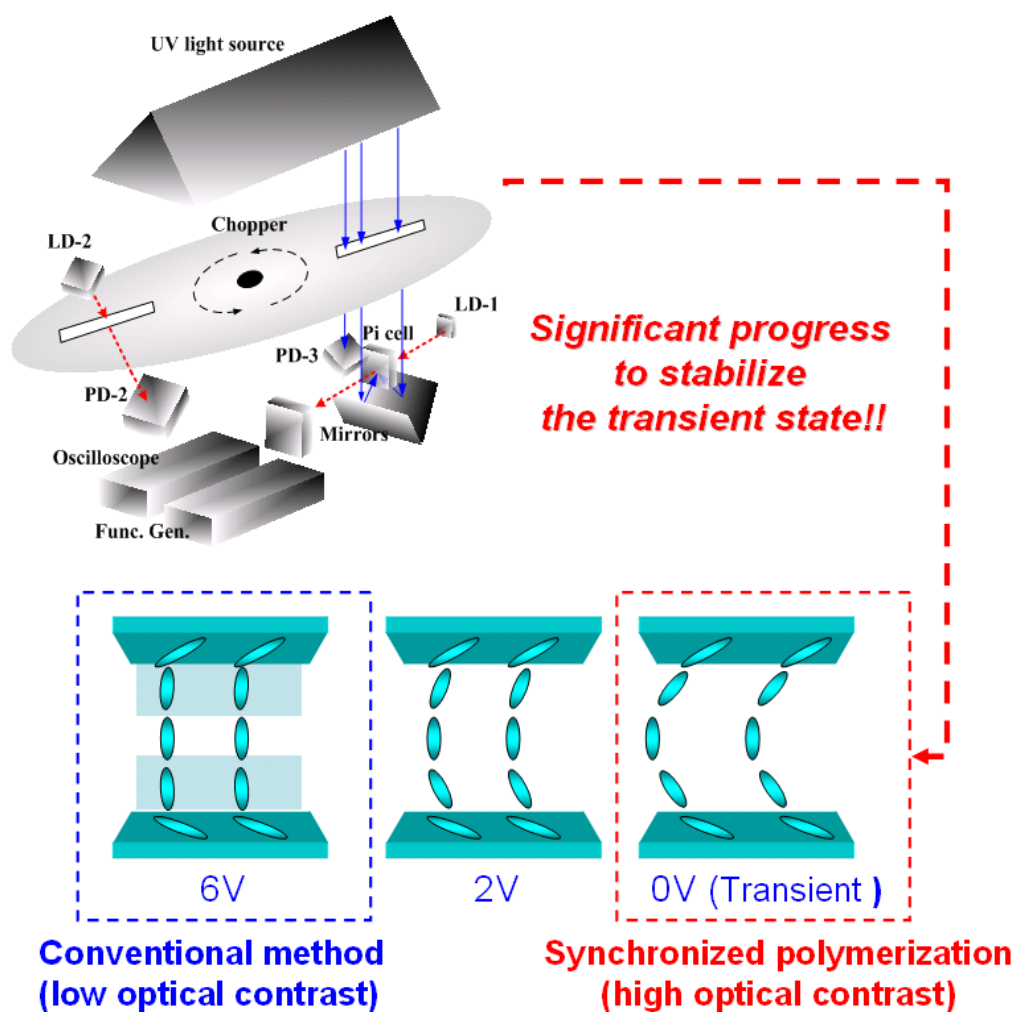 UV light source
Chopper
LD-2
LD-1
Pi cell
PD-3
PD-2
Mirrors
Oscilloscope
Func. Gen.
Significant progress
to stabilize
the transient state!!
6V
2V
0V (Transient )
Conventional method
(low optical contrast)
Synchronized polymerization
(high optical contrast)